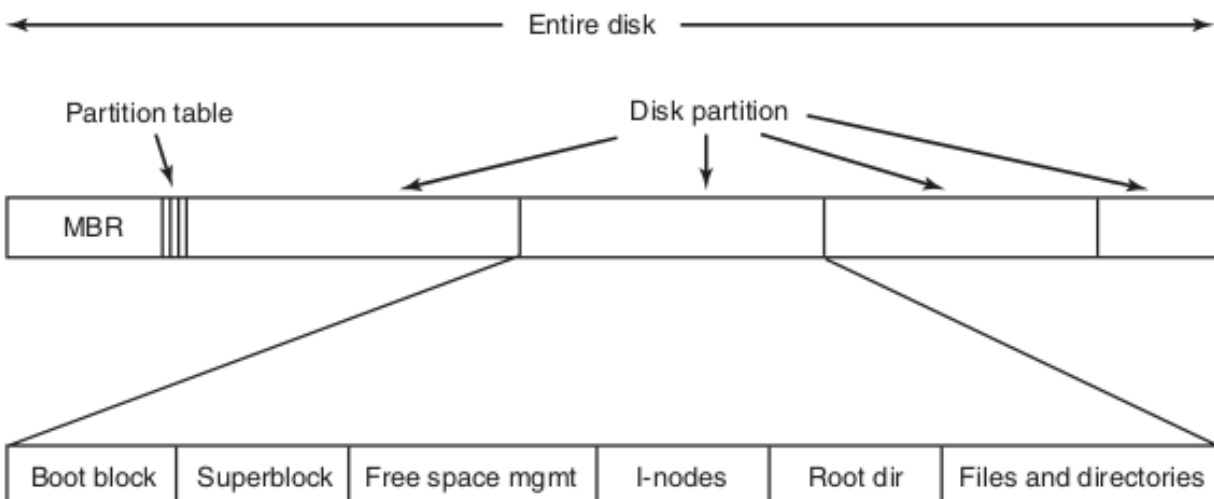 Entire disk
Partition table
Disk partition
MBR
Boot block
Superblock
Free space mgmt
I-nodes
Root dir
Files and directories